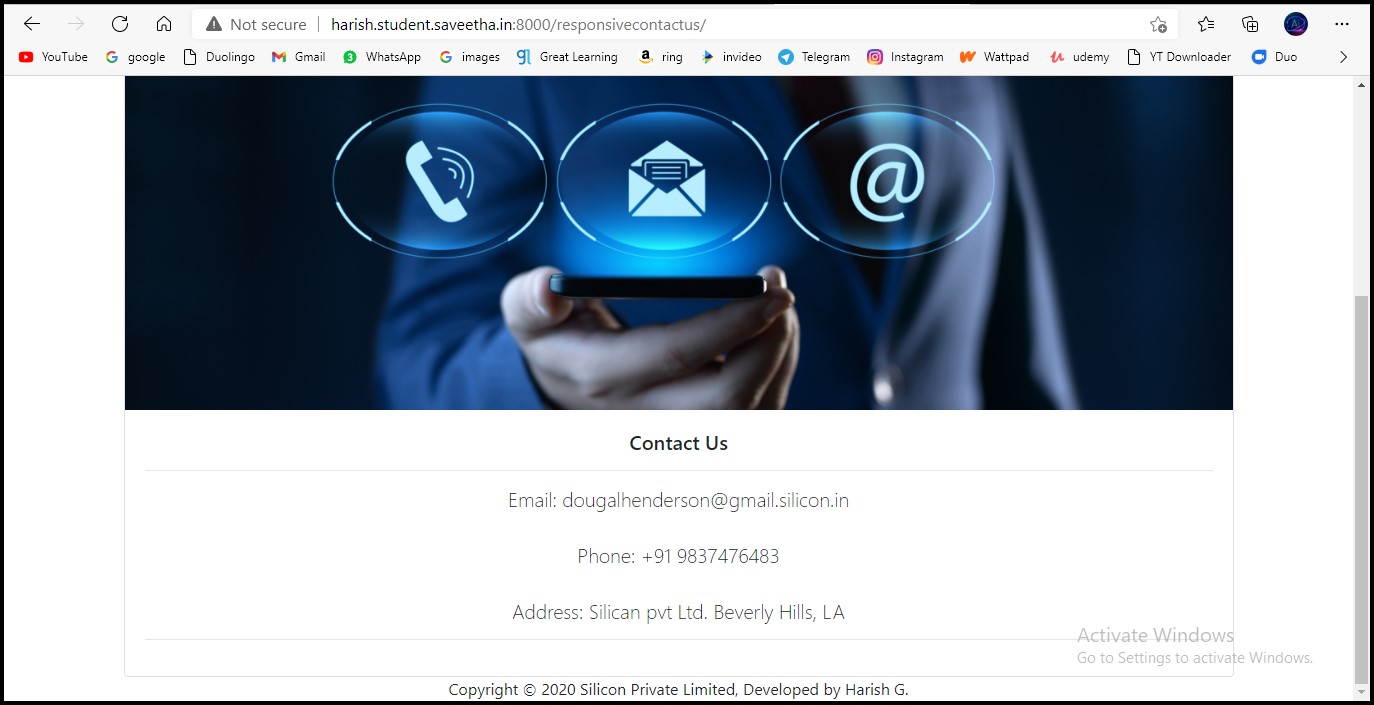 Not secure harish.student.saveetha.in:8000/responsivecontactus/
YouTube google Duolingo Gmail WhatsApp images Great Learning ring invideo Telegram Instagram Wattpad udemy YT Downloader Duo
@
Contact Us
Email: dougalhenderson@gmail.silicon.in
Phone: +91 9837476483
Address: Silican pvt Ltd. Beverly Hills, LA
Activate Windows
Go to Settings to activate Windows.
Copyright © 2020 Silicon Private Limited, Developed by Harish G.